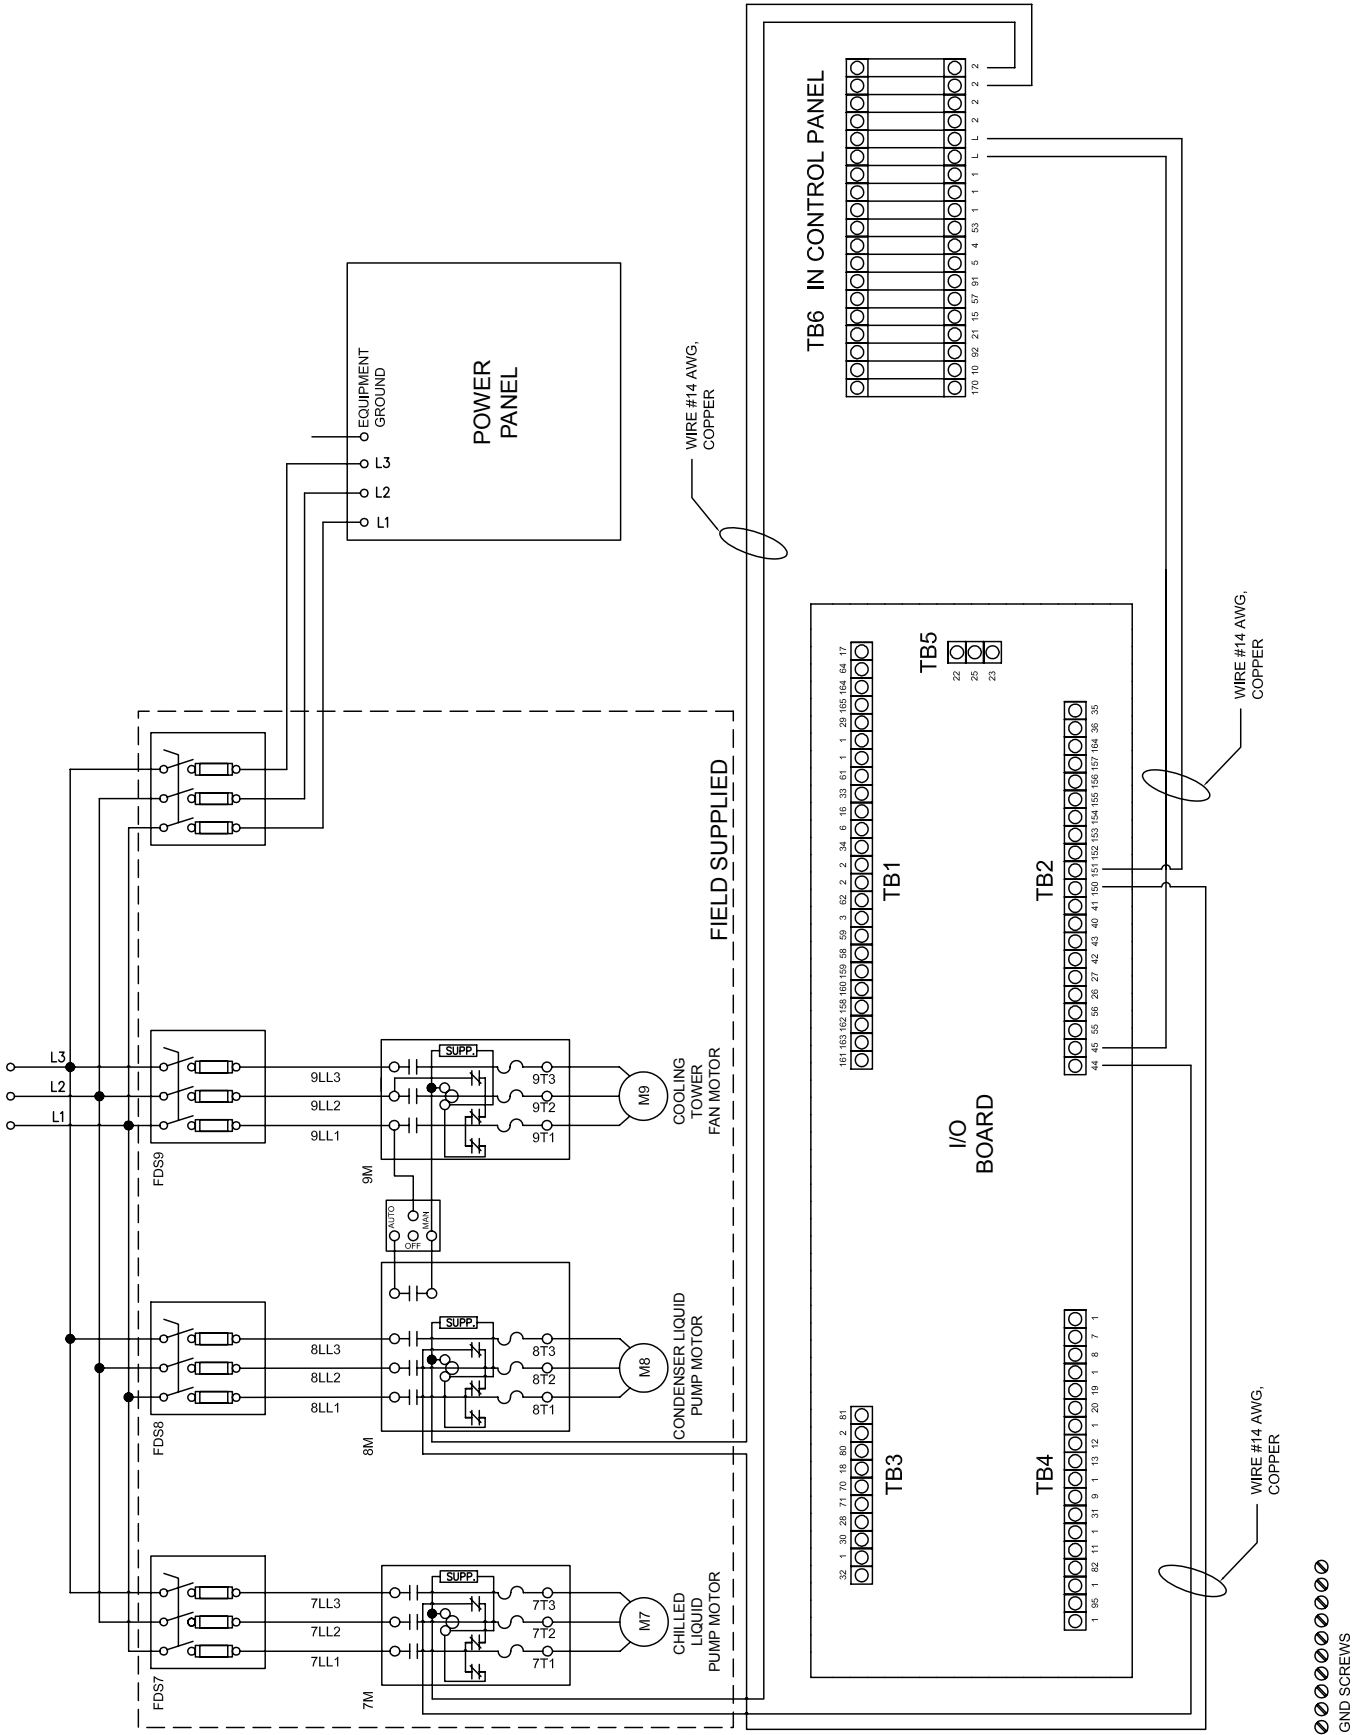 L3
L2
L1
FDS7
FDS8
FDS9
7LL3
7LL2
7LL1
8LL3
8LL2
8LL1
9LL3
9LL2
9LL1
7M
8M
9M
AUTO
OFF
MAN
SUPP.
SUPP.
SUPP.
7T3
7T2
7T1
8T3
8T2
8T1
9T3
9T2
9T1
M7
M8
M9
CHILLED
LIQUID
PUMP MOTOR
CONDENSER LIQUID
PUMP MOTOR
COOLING
TOWER
FAN MOTOR
FIELD SUPPLIED
EQUIPMENT
GROUND
L3
L2
L1
POWER
PANEL
WIRE #14 AWG,
COPPER
TB6 IN CONTROL PANEL
170 10 92 21 15 57 91 5 4 53 1 1 1 L L 2 2 2 2
32 1 30 28 71 70 18 80 2 81
TB3
161 163 162 158 160 159 58 59 3 62 2 2 34 6 16 33 61 1 1 29 165 164 64 17
TB1
TB5
22
25
23
I/O
BOARD
TB4
1 95 1 82 11 1 31 9 1 13 12 1 20 19 1 8 7 1
TB2
44 45 55 56 26 27 42 43 40 41 150 151 152 153 154 155 156 157 164 36 35
WIRE #14 AWG,
COPPER
WIRE #14 AWG,
COPPER
GND SCREWS